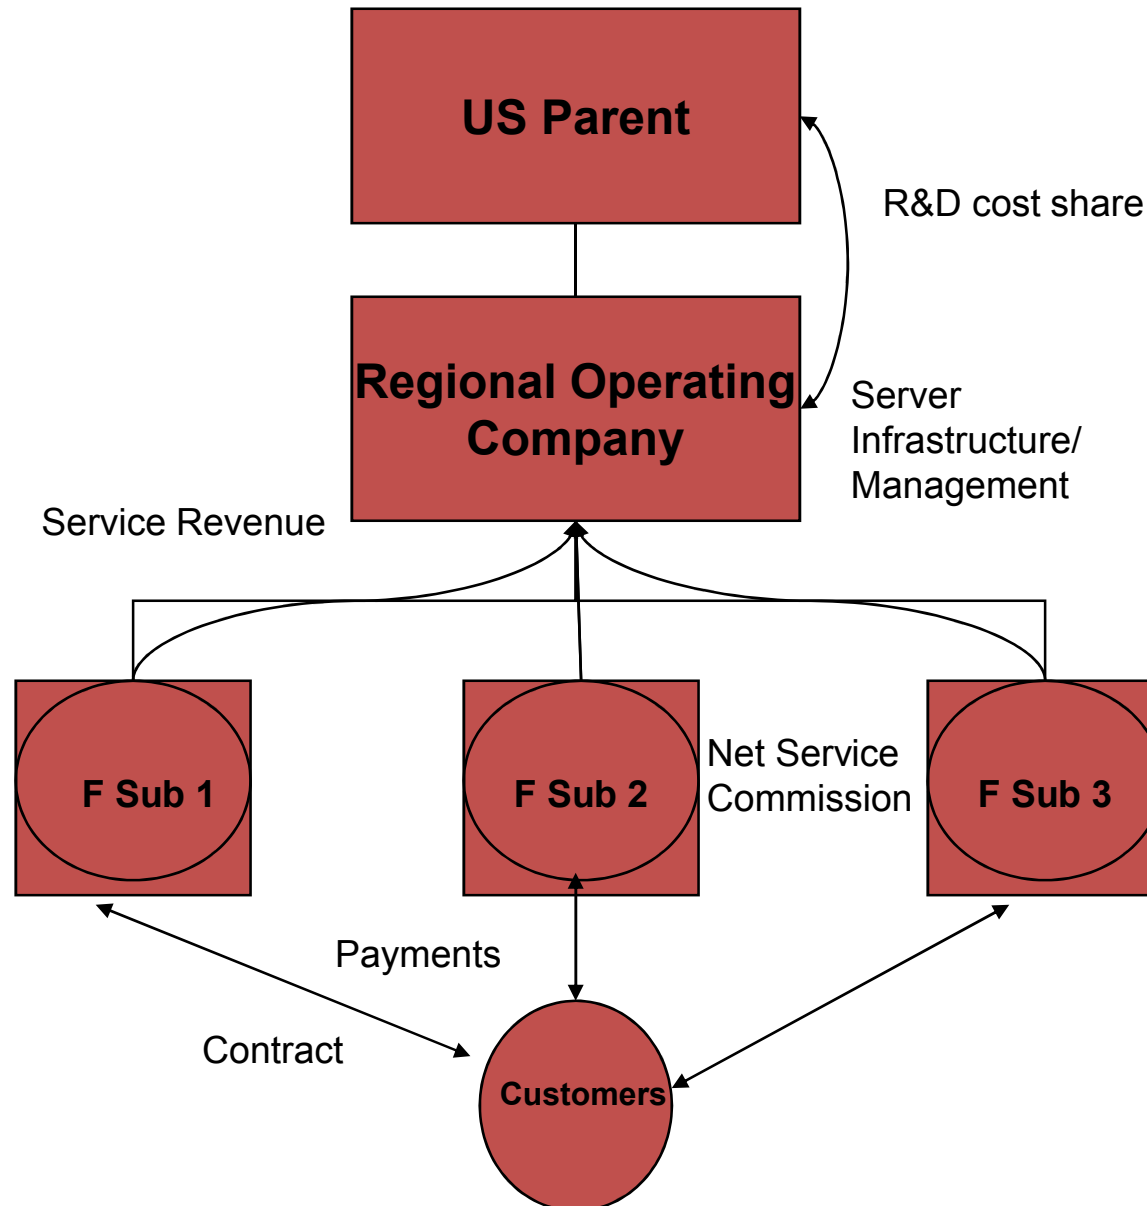 US Parent
R&D cost share
Regional Operating
Company
Server
Infrastructure/
Management
Service Revenue
F Sub 1
F Sub 2
Net Service
Commission
F Sub 3
Payments
Contract
Customers